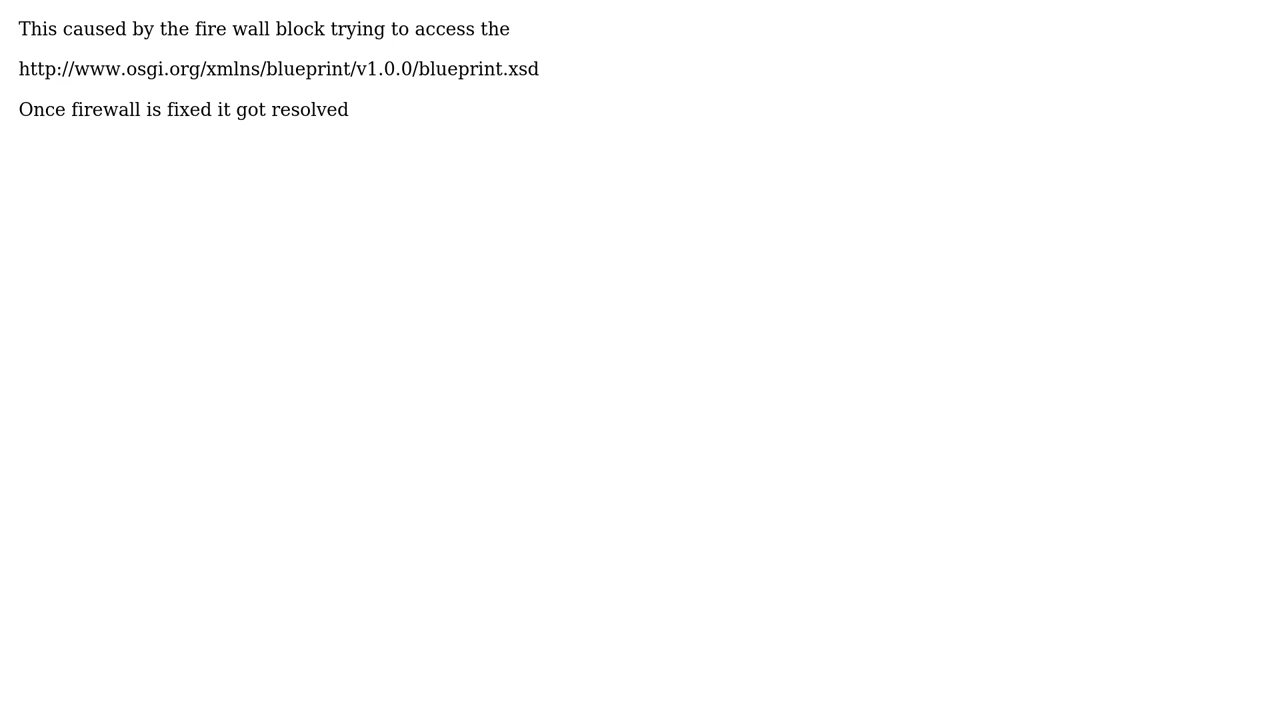 This caused by the fire wall block trying to access the
http://www.osgi.org/xmlns/blueprint/v1.0.0/blueprint.xsd
Once firewall is fixed it got resolved